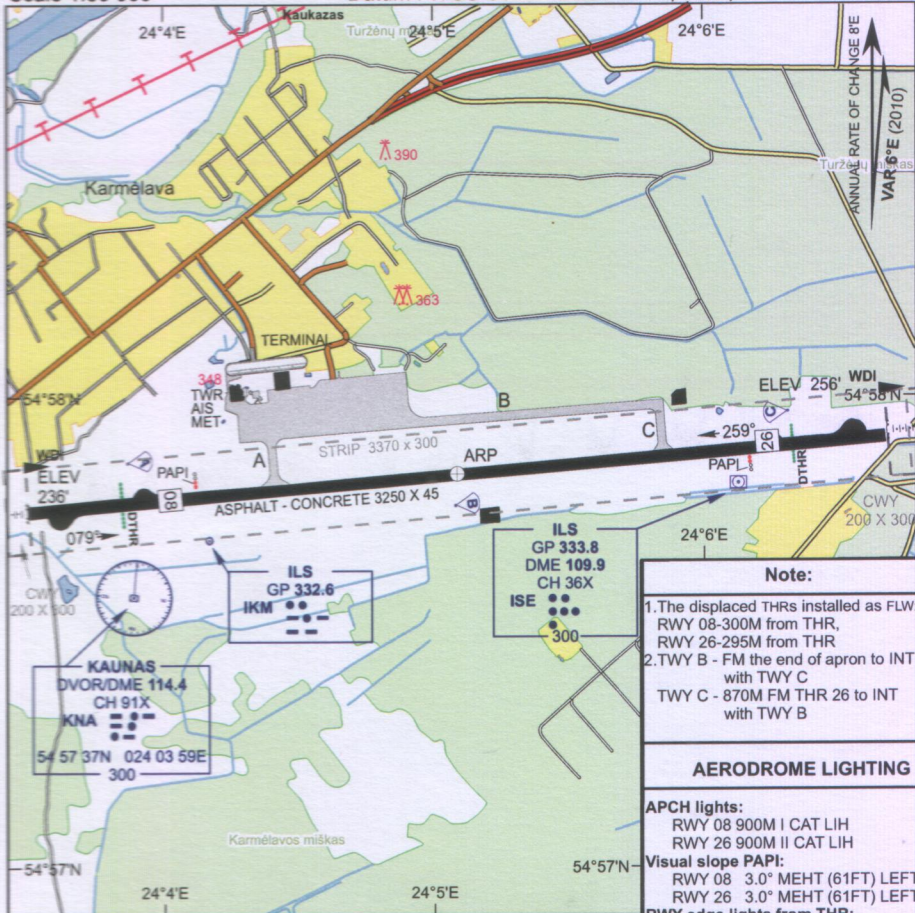 Kaukazas
24°4'E
24°5'E
24°6'E
ANNUAL RATE OF CHANGE 8'E
VAR 6°E (2010)
390
Karmėlava
363
TERMINAL
348
TWR
AIS
MET
54°58'N
B
ELEV 256'
WDI
54°58'N
C
STRIP 3370 x 300
A
C
259°
26
ARP
WDI
ELEV
236'
A
PAPI
08
PAPI
DTHR
ASPHALT - CONCRETE 3250 X 45
B
079°
DTHR
CWY
200 X 300
ILS
GP 333.8
DME 109.9
CH 36X
ISE
300
24°6'E
ILS
GP 332.6
IKM
CWY
200 X 300
KAUNAS
DVOR/DME 114.4
CH 91X
KNA
54 57 37N 024 03 59E
300
Note:
1.The displaced THRs installed as FLW
RWY 08-300M from THR,
RWY 26-295M from THR
2.TWY B - FM the end of apron to INT
with TWY C
TWY C - 870M FM THR 26 to INT
with TWY B
AERODROME LIGHTING
APCH lights:
RWY 08 900M I CAT LIH
RWY 26 900M II CAT LIH
Visual slope PAPI:
RWY 08 3.0° MEHT (61FT) LEFT
RWY 26 3.0° MEHT (61FT) LEFT
RWY edge lights from THR:
Karmėlavos miškas
54°57'N
54°57'N
24°4'E
24°5'E